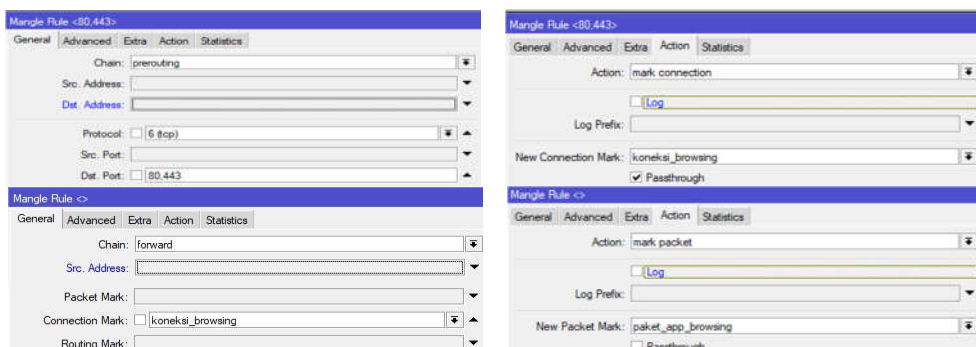 Mangle Rule <80,443>
General Advanced Extra Action Statistics
Chain: prerouting
Src. Address:
Dst. Address:
Protocol: 6 (tcp)
Src. Port:
Dst. Port: 80,443
Mangle Rule <>
General Advanced Extra Action Statistics
Chain: forward
Src. Address:
Packet Mark:
Connection Mark: koneksi_browsing
Routing Mark:
Mangle Rule <80,443>
General Advanced Extra Action Statistics
Action: mark connection
Log
Log Prefix:
New Connection Mark: koneksi_browsing
Passthrough
Mangle Rule <>
General Advanced Extra Action Statistics
Action: mark packet
Log
Log Prefix:
New Packet Mark: paket_app_browsing
Passthrough